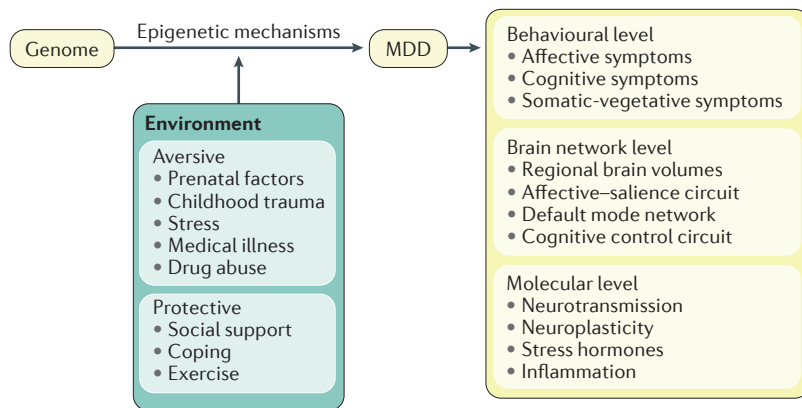 Genome
Epigenetic mechanisms
MDD
Environment
Aversive
• Prenatal factors
• Childhood trauma
• Stress
• Medical illness
• Drug abuse
Protective
• Social support
• Coping
• Exercise
Behavioural level
• Affective symptoms
• Cognitive symptoms
• Somatic-vegetative symptoms
Brain network level
• Regional brain volumes
• Affective–salience circuit
• Default mode network
• Cognitive control circuit
Molecular level
• Neurotransmission
• Neuroplasticity
• Stress hormones
• Inflammation